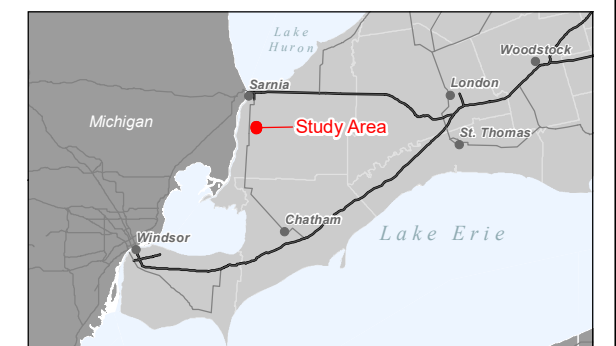 Lake
Huron
Woodstock
Sarnia
London
Michigan
Study Area
St. Thomas
Chatham
Lake Erie
Windsor